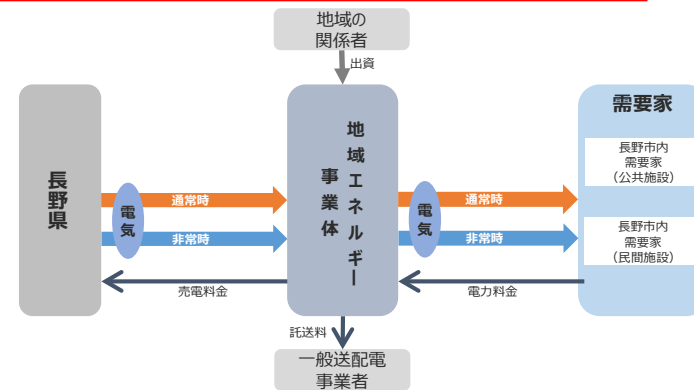 地域の
関係者
出資
長野県
電気
通常時
非常時
売電料金
地域エネルギー
事業体
託送料
一般送配電
事業者
電気
通常時
非常時
電力料金
需要家
長野市内
需要家
（公共施設）
長野市内
需要家
（民間施設）